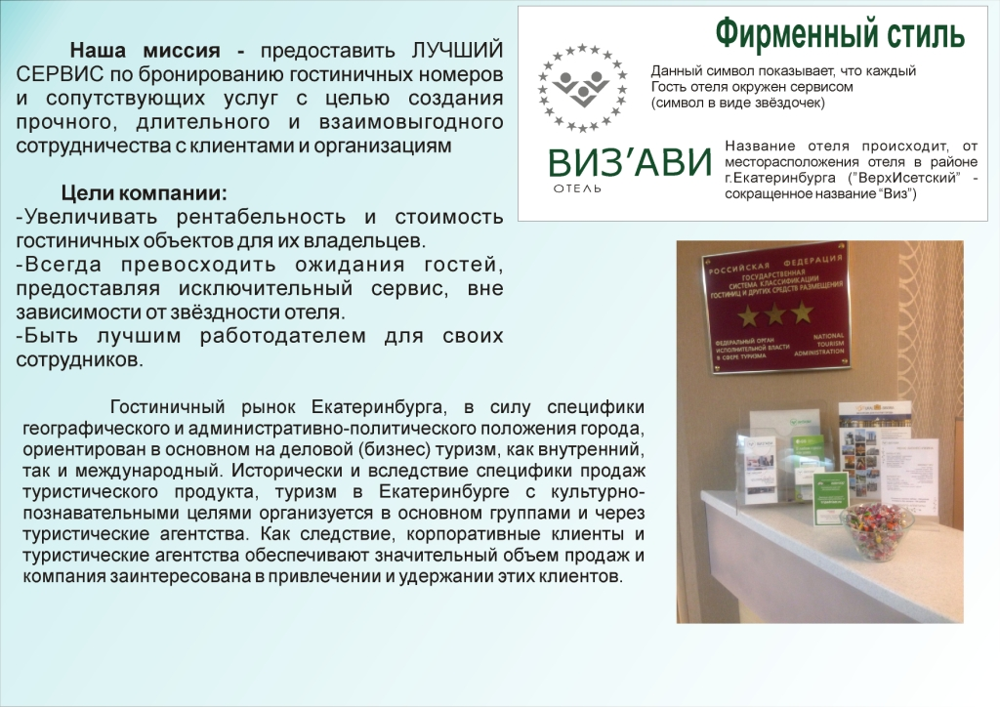 Наша миссия - предоставить ЛУЧШИЙ
СЕРВИС по бронированию гостиничных номеров
и сопутствующих услуг с целью создания
прочного, длительного и взаимовыгодного
сотрудничества с клиентами и организациям
Цели компании:
-Увеличивать рентабельность и стоимость
гостиничных объектов для их владельцев.
-Всегда превосходить ожидания гостей,
предоставляя исключительный сервис, вне
зависимости от звёздности отеля.
-Быть лучшим работодателем для своих
сотрудников.
Гостиничный рынок Екатеринбурга, в силу специфики
географического и административно-политического положения города,
ориентирован в основном на деловой (бизнес) туризм, как внутренний,
так и международный. Исторически и вследствие специфики продаж
туристического продукта, туризм в Екатеринбурге с культурно-
познавательными целями организуется в основном группами и через
туристические агентства. Как следствие, корпоративные клиенты и
туристические агентства обеспечивают значительный объем продаж и
компания заинтересована в привлечении и удержании этих клиентов.
Фирменный стиль
Данный символ показывает, что каждый
Гость отеля окружен сервисом
(символ в виде звёздочек)
ВИЗ’АВИ
ОТЕЛЬ
Название отеля происходит, от
месторасположения отеля в районе
г.Екатеринбурга (”ВерхИсетский” -
сокращенное название “Виз”)
РОССИЙСКАЯ ФЕДЕРАЦИЯ
ГОСУДАРСТВЕННАЯ
СИСТЕМА КЛАССИФИКАЦИИ
ГОСТИНИЦ И ДРУГИХ СРЕДСТВ РАЗМЕЩЕНИЯ
ФЕДЕРАЛЬНЫЙ ОРГАН
ИСПОЛНИТЕЛЬНОЙ ВЛАСТИ
В СФЕРЕ ТУРИЗМА
NATIONAL
TOURISM
ADMINISTRATION